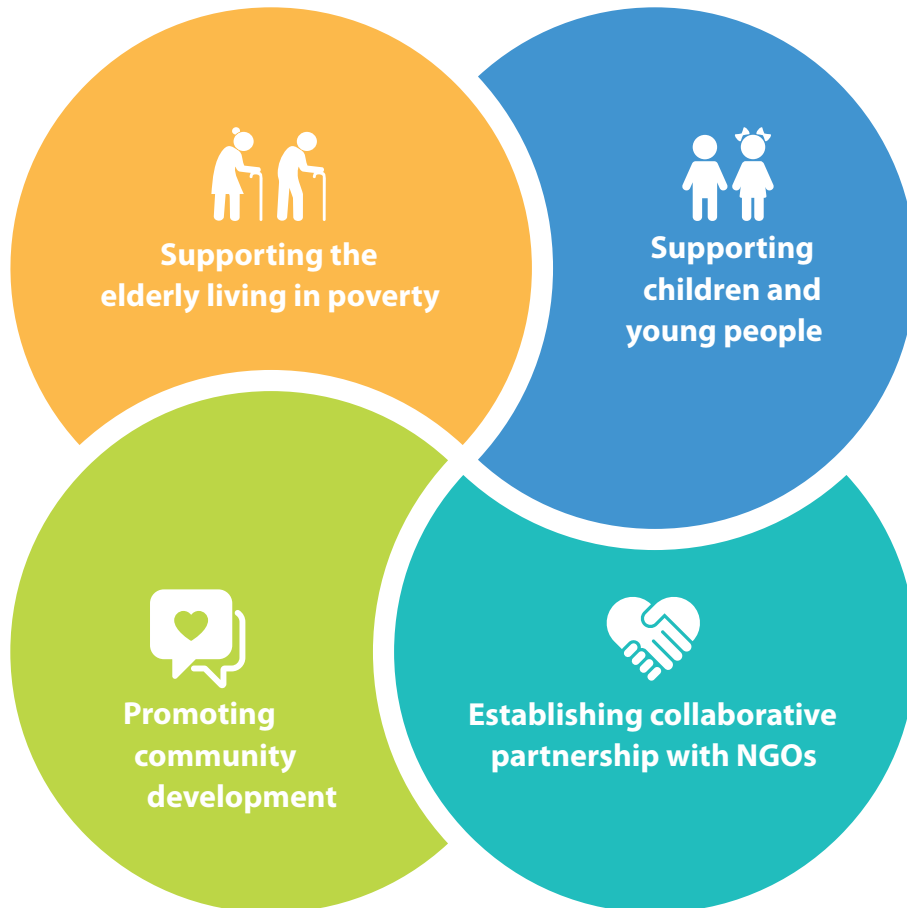 Supporting the
elderly living in poverty
Supporting
children and
young people
Promoting
community
development
Establishing collaborative
partnership with NGOs